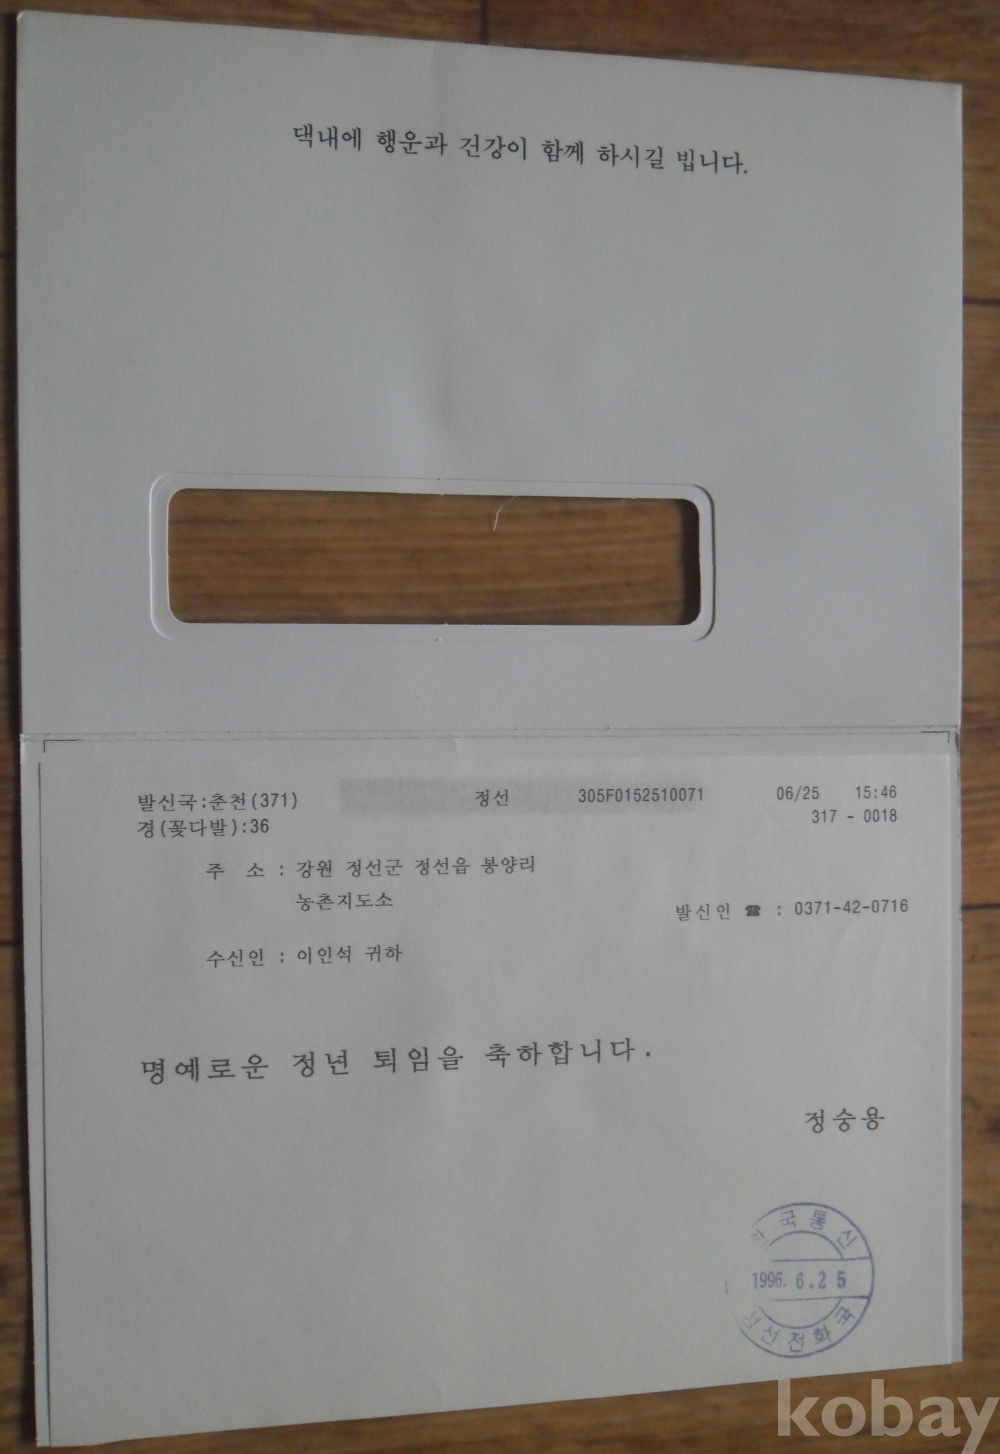 댁내에 행운과 건강이 함께 하시길 빕니다.
발신국:춘천(371) 정선 305F0152510071 06/25 15:46
경(꽃다발):36 317 - 0018
주 소 : 강원 정선군 정선읍 봉양리
농촌지도소
발신인 ☎ : 0371-42-0716
수신인 : 이인석 귀하
명예로운 정년 퇴임을 축하합니다.
정숭용
한국통신
1996. 6.25
정선전화국
kobay